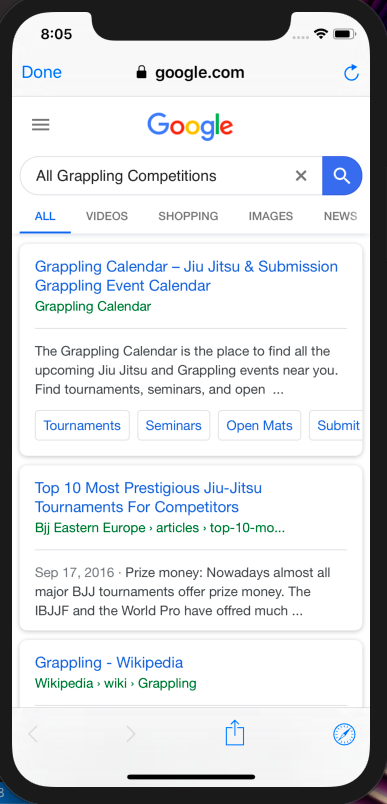 8:05
Done
google.com
Google
All Grappling Competitions
ALL VIDEOS SHOPPING IMAGES NEWS
Grappling Calendar – Jiu Jitsu & Submission
Grappling Event Calendar
Grappling Calendar
The Grappling Calendar is the place to find all the
upcoming Jiu Jitsu and Grappling events near you.
Find tournaments, seminars, and open ...
Tournaments Seminars Open Mats Submit
Top 10 Most Prestigious Jiu-Jitsu
Tournaments For Competitors
Bjj Eastern Europe › articles › top-10-mo...
Sep 17, 2016 · Prize money: Nowadays almost all
major BJJ tournaments offer prize money. The
IBJJF and the World Pro have offred much ...
Grappling - Wikipedia
Wikipedia › wiki › Grappling